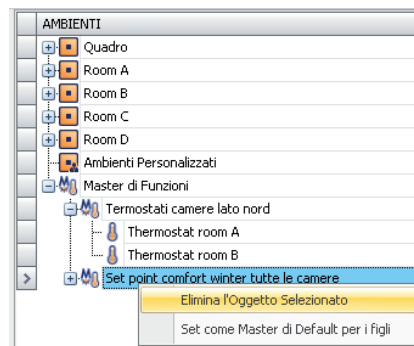 AMBIENTI
Quadro
Room A
Room B
Room C
Room D
Ambienti Personalizzati
Master di Funzioni
Termostati camere lato nord
Thermostat room A
Thermostat room B
Set point comfort winter tutte le camere
Elimina l'Oggetto Selezionato
Set come Master di Default per i figli